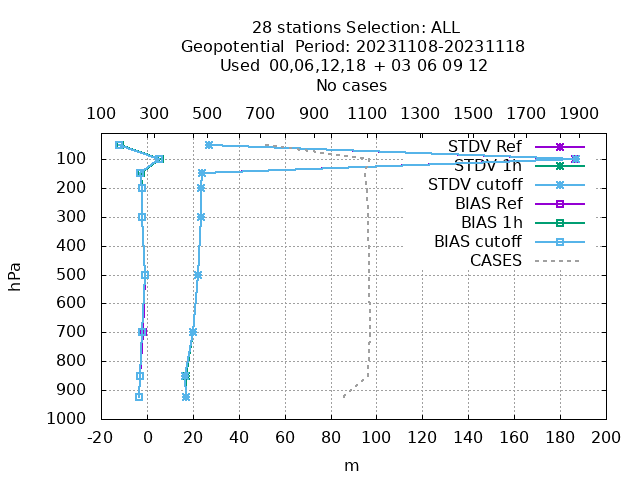 28 stations Selection: ALL
Geopotential  Period: 20231108-20231118
Used  00,06,12,18 + 03 06 09 12
No cases
100 300 500 700 900 1100 1300 1500 1700 1900
STDV Ref
STDV 1h
STDV cutoff
BIAS Ref
BIAS 1h
BIAS cutoff
CASES
hPa
100
200
300
400
500
600
700
800
900
1000
-20 0 20 40 60 80 100 120 140 160 180 200
m